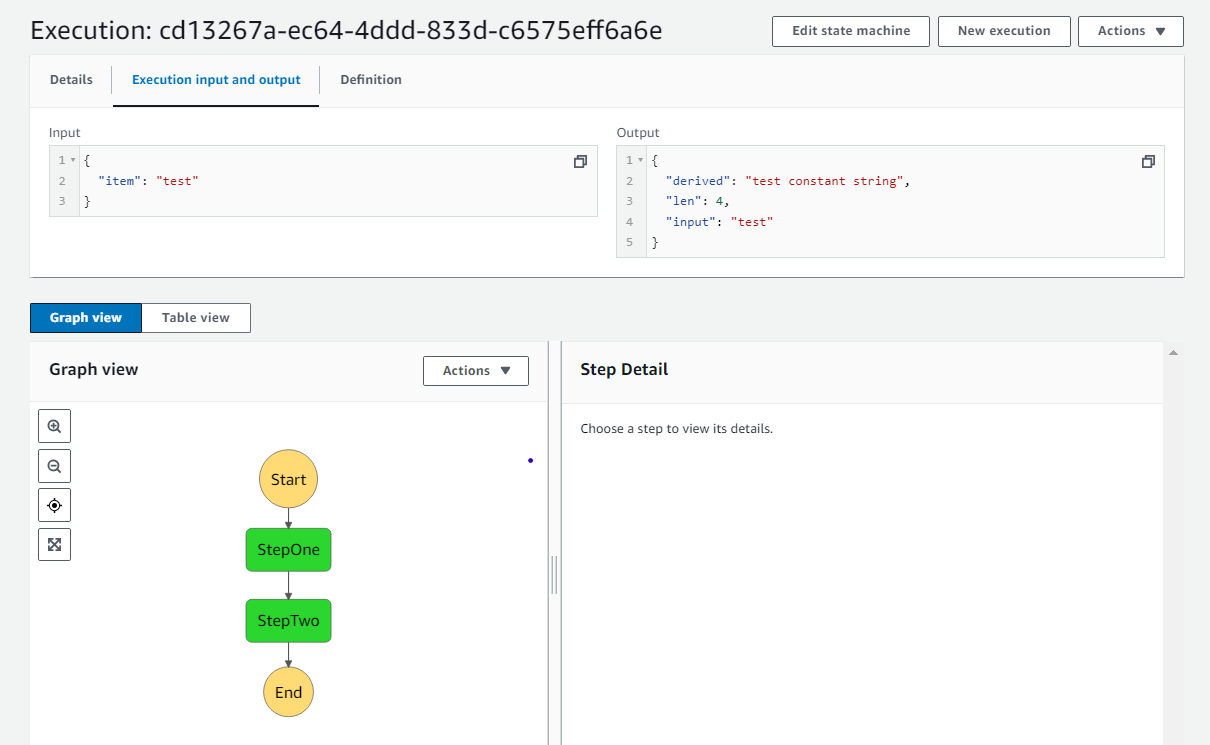 Execution: cd13267a-ec64-4ddd-833d-c6575eff6a6e
Edit state machine
New execution
Actions ▼
Details
Execution input and output
Definition
Input
1 {
2 "item": "test"
3 }
Output
1 {
2 "derived": "test constant string",
3 "len": 4,
4 "input": "test"
5 }
Graph view
Table view
Graph view
Actions ▼
Start
StepOne
StepTwo
End
Step Detail
Choose a step to view its details.